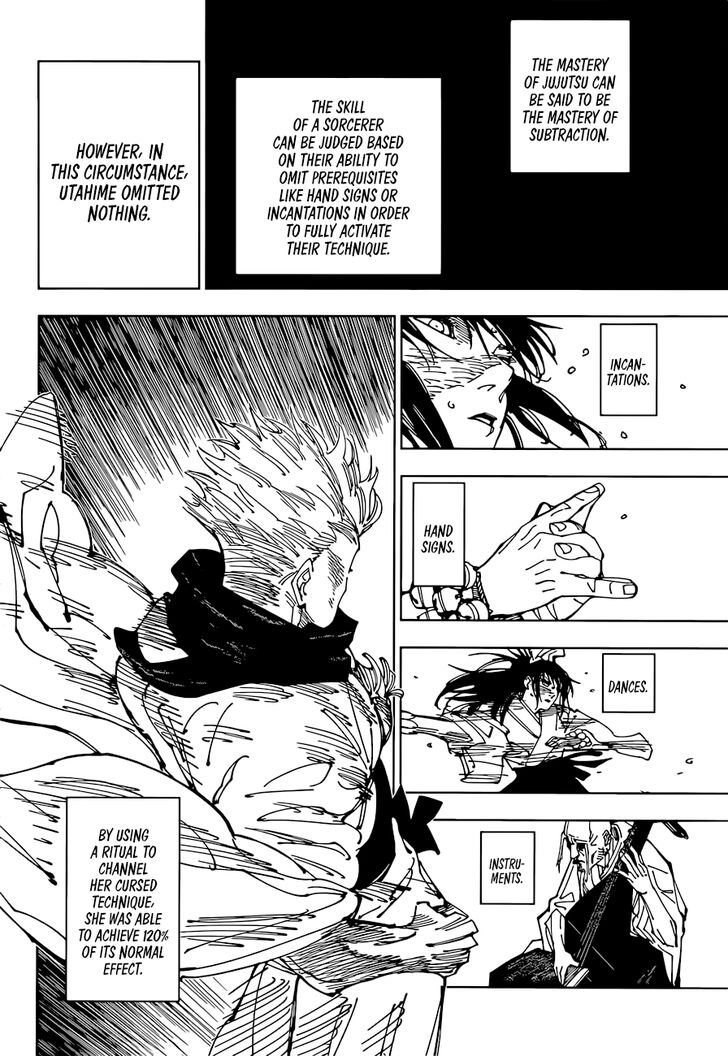 THE MASTERY
OF JUJUTSU CAN
BE SAID TO BE
THE MASTERY OF
SUBTRACTION.
THE SKILL
OF A SORCERER
CAN BE JUDGED BASED
ON THEIR ABILITY TO
OMIT PREREQUISITES
LIKE HAND SIGNS OR
INCANTATIONS IN ORDER
TO FULLY ACTIVATE
THEIR TECHNIQUE.
HOWEVER, IN
THIS CIRCUMSTANCE,
UTAHIME OMITTED
NOTHING.
INCAN-
TATIONS.
HAND
SIGNS.
DANCES.
INSTRU-
MENTS.
BY USING
A RITUAL TO
CHANNEL
HER CURSED
TECHNIQUE,
SHE WAS ABLE
TO ACHIEVE 120%
OF ITS NORMAL
EFFECT.